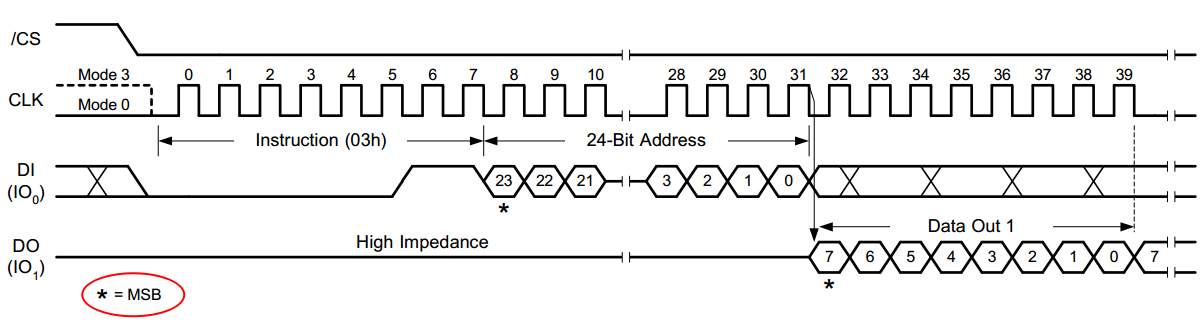 /CS
Mode 3
0 1 2 3 4 5 6 7 8 9 10 28 29 30 31 32 33 34 35 36 37 38 39
CLK
Mode 0
Instruction (03h)
24-Bit Address
DI
(IO0)
23 22 21 3 2 1 0
*
Data Out 1
DO
(IO1)
High Impedance
7 6 5 4 3 2 1 0 7
*
* = MSB